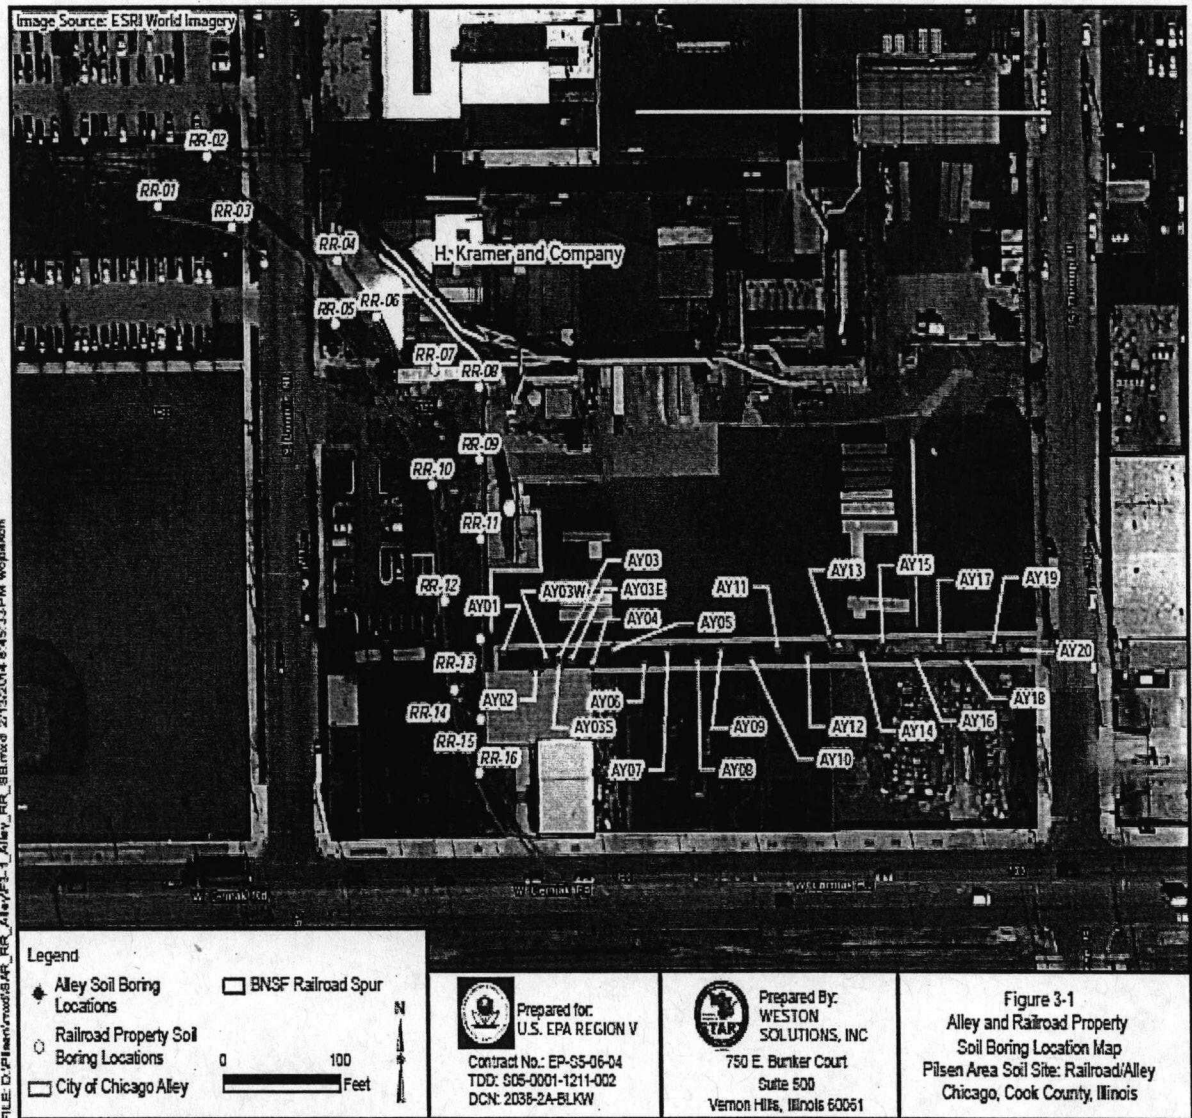 Image Source: ESRI World Imagery
RR-02
RR-01
RR-03
RR-04
H. Kramer and Company
RR-05
RR-06
RR-07
RR-08
RR-09
RR-10
RR-11
RR-12
AY03
AY13
AY15
AY01
AY03W
AY03E
AY11
AY17
AY19
AY04
AY05
RR-13
AY20
AY02
AY06
AY18
RR-14
AY03S
AY09
AY12
AY14
AY16
RR-15
RR-16
AY07
AY08
AY10
W Cermak Rd
W Cermak Rd
W Cermak Rd
Legend
Alley Soil Boring
Locations
BNSF Railroad Spur
Railroad Property Soil
Boring Locations
City of Chicago Alley
N
0 100
Feet
Prepared for:
U.S. EPA REGION V
Contract No.: EP-S5-06-04
TDD: S05-0001-1211-002
DCN: 2036-2A-BLKW
START
Prepared By:
WESTON
SOLUTIONS, INC
750 E. Bunker Court
Suite 500
Vernon Hills, Illinois 60061
Figure 3-1
Alley and Railroad Property
Soil Boring Location Map
Pilsen Area Soil Site: Railroad/Alley
Chicago, Cook County, Illinois